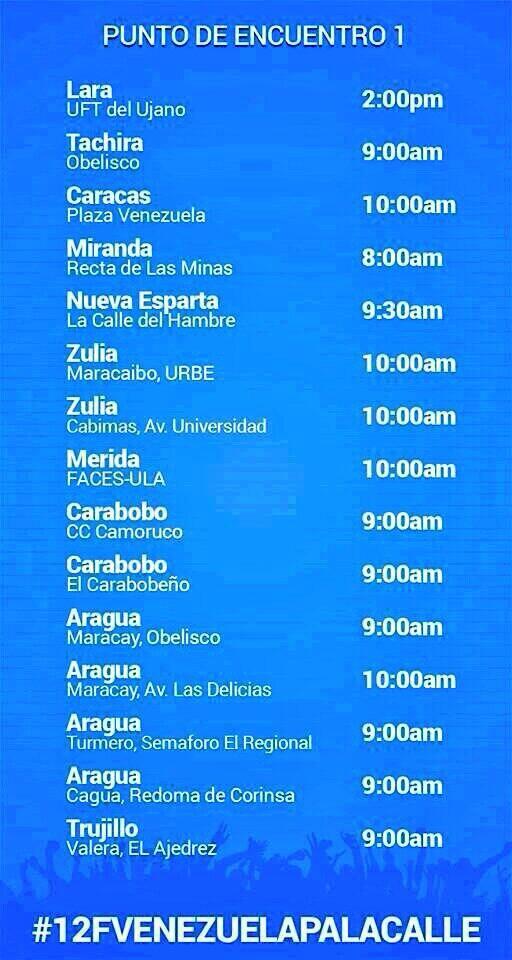 PUNTO DE ENCUENTRO 1
Lara
UFT del Ujano
2:00pm
Tachira
Obelisco
9:00am
Caracas
Plaza Venezuela
10:00am
Miranda
Recta de Las Minas
8:00am
Nueva Esparta
La Calle del Hambre
9:30am
Zulia
Maracaibo, URBE
10:00am
Zulia
Cabimas, Av. Universidad
10:00am
Merida
FACES-ULA
10:00am
Carabobo
CC Camoruco
9:00am
Carabobo
El Carabobeño
9:00am
Aragua
Maracay, Obelisco
9:00am
Aragua
Maracay, Av. Las Delicias
10:00am
Aragua
Turmero, Semaforo El Regional
9:00am
Aragua
Cagua, Redoma de Corinsa
9:00am
Trujillo
Valera, EL Ajedrez
9:00am
#12FVENEZUELAPALACALLE